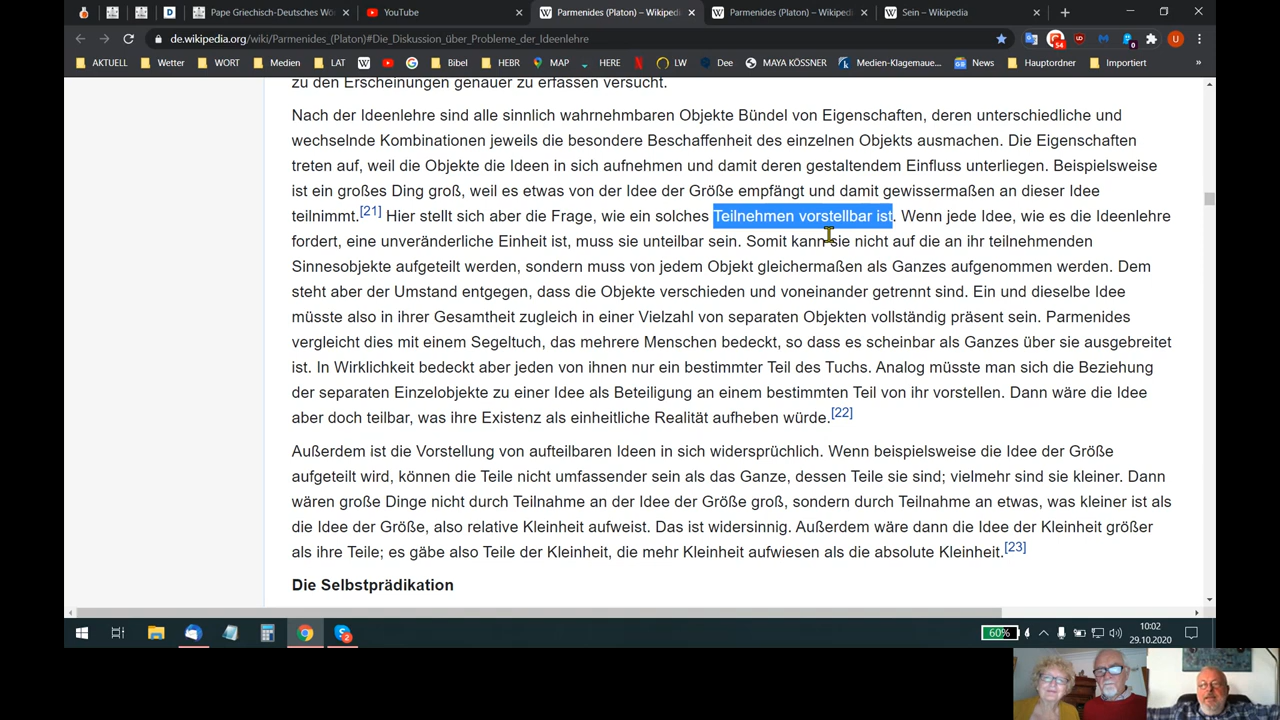 Pape Griechisch-Deutsches Wö
YouTube
Parmenides (Platon) – Wikipedi
Parmenides (Platon) – Wikipedi
Sein – Wikipedia
de.wikipedia.org/wiki/Parmenides_(Platon)#Die_Diskussion_über_Probleme_der_Ideenlehre
AKTUELL Wetter WORT Medien LAT Bibel HEBR MAP HERE LW Dee MAYA KÖSSNER Medien-Klagemaue... News Hauptordner Importiert »
zu den Erscheinungen genauer zu erfassen versucht.
Nach der Ideenlehre sind alle sinnlich wahrnehmbaren Objekte Bündel von Eigenschaften, deren unterschiedliche und
wechselnde Kombinationen jeweils die besondere Beschaffenheit des einzelnen Objekts ausmachen. Die Eigenschaften
treten auf, weil die Objekte die Ideen in sich aufnehmen und damit deren gestaltendem Einfluss unterliegen. Beispielsweise
ist ein großes Ding groß, weil es etwas von der Idee der Größe empfängt und damit gewissermaßen an dieser Idee
teilnimmt.[21] Hier stellt sich aber die Frage, wie ein solches Teilnehmen vorstellbar ist. Wenn jede Idee, wie es die Ideenlehre
fordert, eine unveränderliche Einheit ist, muss sie unteilbar sein. Somit kann sie nicht auf die an ihr teilnehmenden
Sinnesobjekte aufgeteilt werden, sondern muss von jedem Objekt gleichermaßen als Ganzes aufgenommen werden. Dem
steht aber der Umstand entgegen, dass die Objekte verschieden und voneinander getrennt sind. Ein und dieselbe Idee
müsste also in ihrer Gesamtheit zugleich in einer Vielzahl von separaten Objekten vollständig präsent sein. Parmenides
vergleicht dies mit einem Segeltuch, das mehrere Menschen bedeckt, so dass es scheinbar als Ganzes über sie ausgebreitet
ist. In Wirklichkeit bedeckt aber jeden von ihnen nur ein bestimmter Teil des Tuchs. Analog müsste man sich die Beziehung
der separaten Einzelobjekte zu einer Idee als Beteiligung an einem bestimmten Teil von ihr vorstellen. Dann wäre die Idee
aber doch teilbar, was ihre Existenz als einheitliche Realität aufheben würde.[22]
Außerdem ist die Vorstellung von aufteilbaren Ideen in sich widersprüchlich. Wenn beispielsweise die Idee der Größe
aufgeteilt wird, können die Teile nicht umfassender sein als das Ganze, dessen Teile sie sind; vielmehr sind sie kleiner. Dann
wären große Dinge nicht durch Teilnahme an der Idee der Größe groß, sondern durch Teilnahme an etwas, was kleiner ist als
die Idee der Größe, also relative Kleinheit aufweist. Das ist widersinnig. Außerdem wäre dann die Idee der Kleinheit größer
als ihre Teile; es gäbe also Teile der Kleinheit, die mehr Kleinheit aufwiesen als die absolute Kleinheit.[23]
Die Selbstprädikation
60%
10:02
29.10.2020